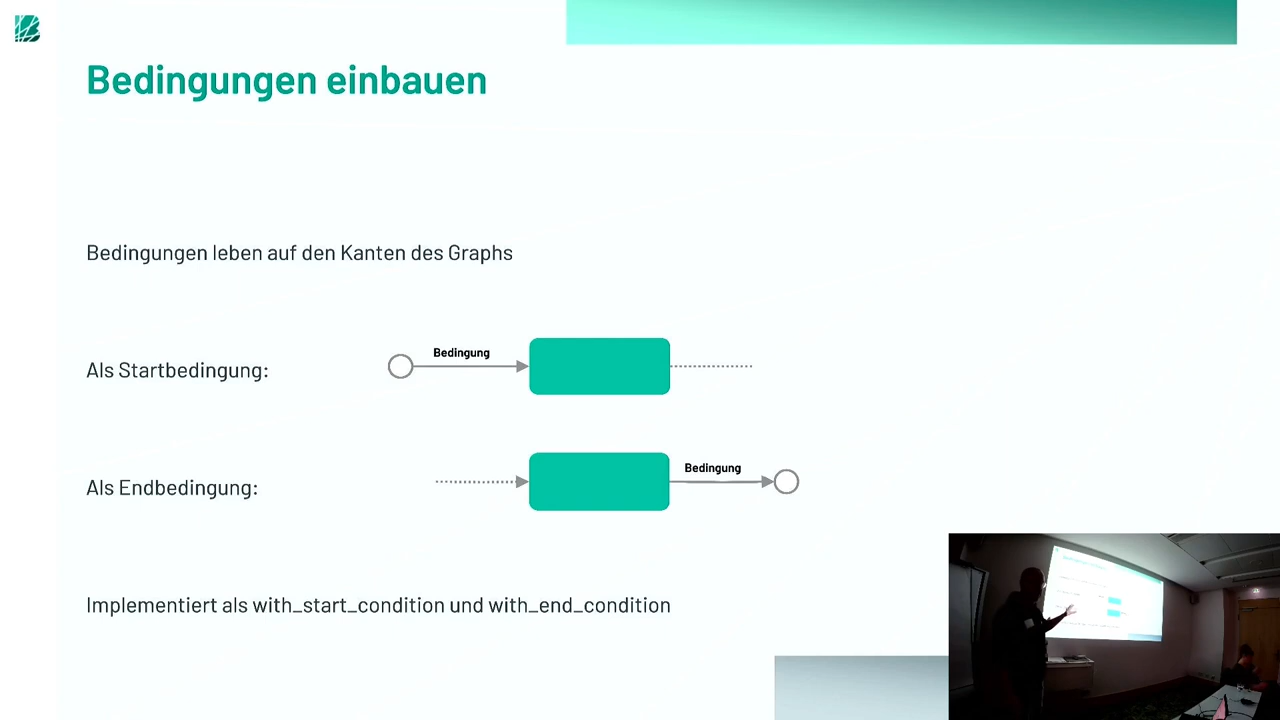 Bedingungen einbauen
Bedingungen leben auf den Kanten des Graphs
Als Startbedingung:
Bedingung
Als Endbedingung:
Bedingung
Implementiert als with_start_condition und with_end_condition